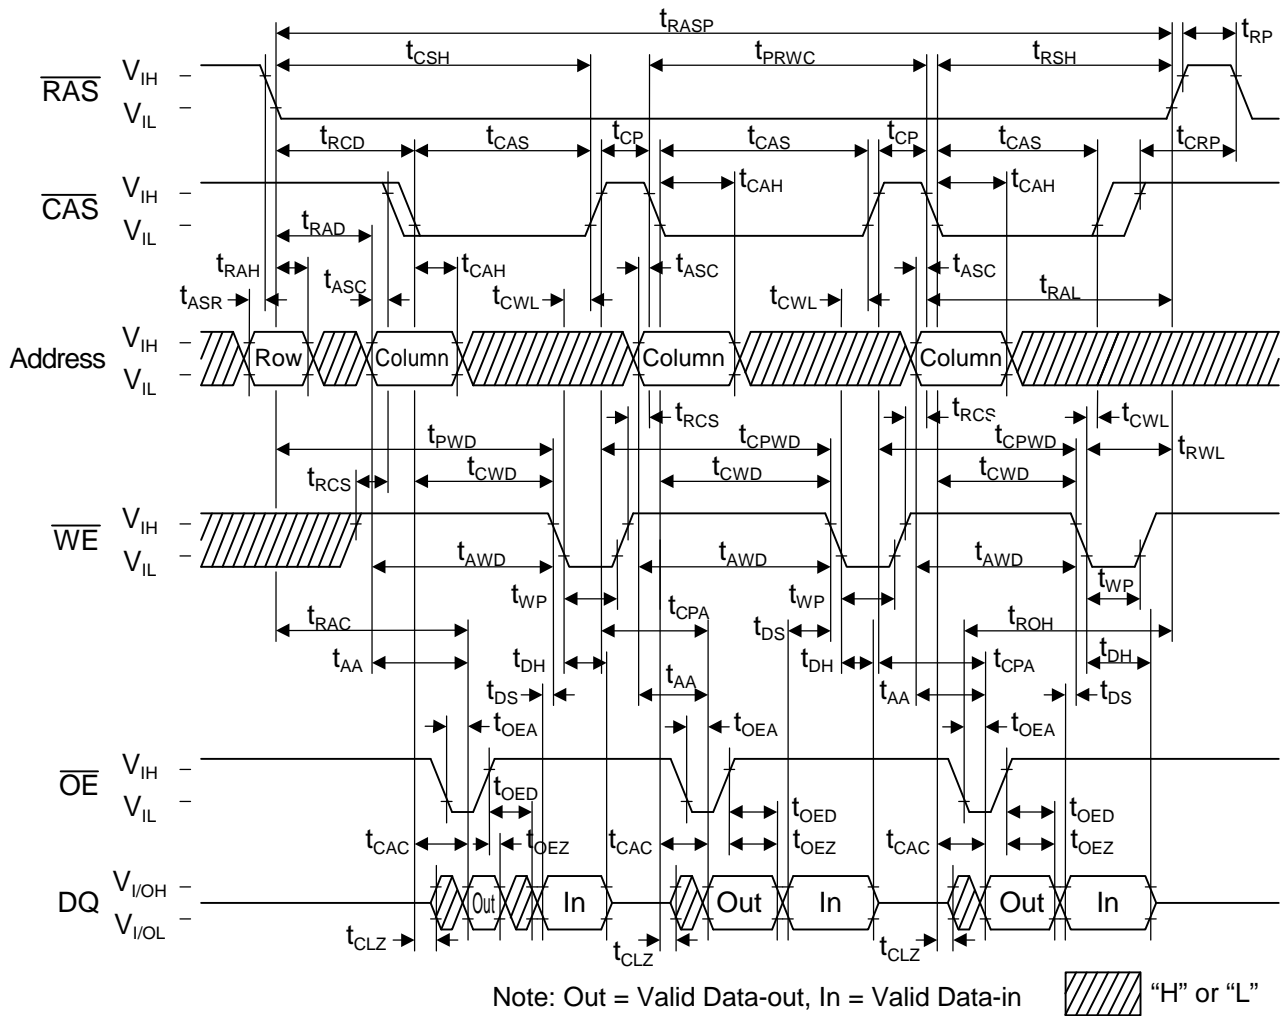 tRASP
tRP
tCSH tPRWC tRSH
RAS VIH
VIL
tRCD tCAS tCP tCAS tCP tCAS tCRP
CAS VIH tCAH tCAH
VIL
tRAD
tRAH tASC tCAH tASC tASC
tASR tCWL tCWL tRAL
Address VIH
VIL
Row Column Column Column
tRCS tRCS tCWL
tPWD tCPWD tCPWD tRWL
tRCS tCWD tCWD tCWD
WE VIH
VIL
tAWD tAWD tAWD
tWP tWP tWP
tRAC tCPA tDS tROH
tAA tDH tAA tDH tCPA tAA tDH
tDS tDS
tOEA tOEA tOEA
OE VIH
VIL
tOED tOED tOED
tCAC tOEZ tCAC tOEZ tCAC tOEZ
DQ VI/OH
VI/OL
Out In Out In Out In
tCLZ tCLZ tCLZ
Note: Out = Valid Data-out, In = Valid Data-in “H” or “L”